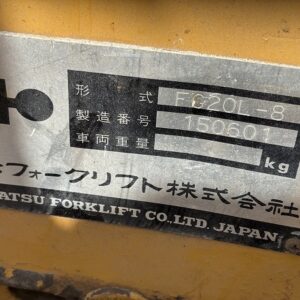 形 式 FG20L-8
製造番号 150601
車両重量 kg
フォークリフト株式会社
ATSU FORKLIFT CO.,LTD. JAPAN